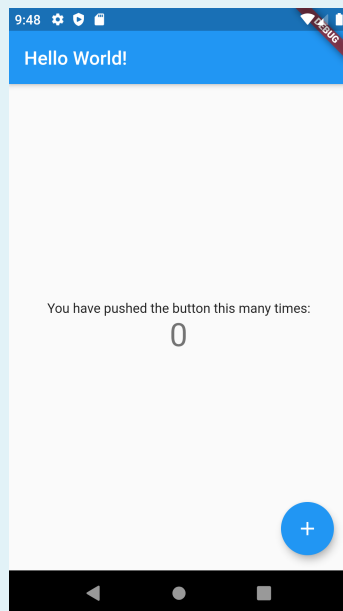 9:48
DEBUG
Hello World!
You have pushed the button this many times:
0
+